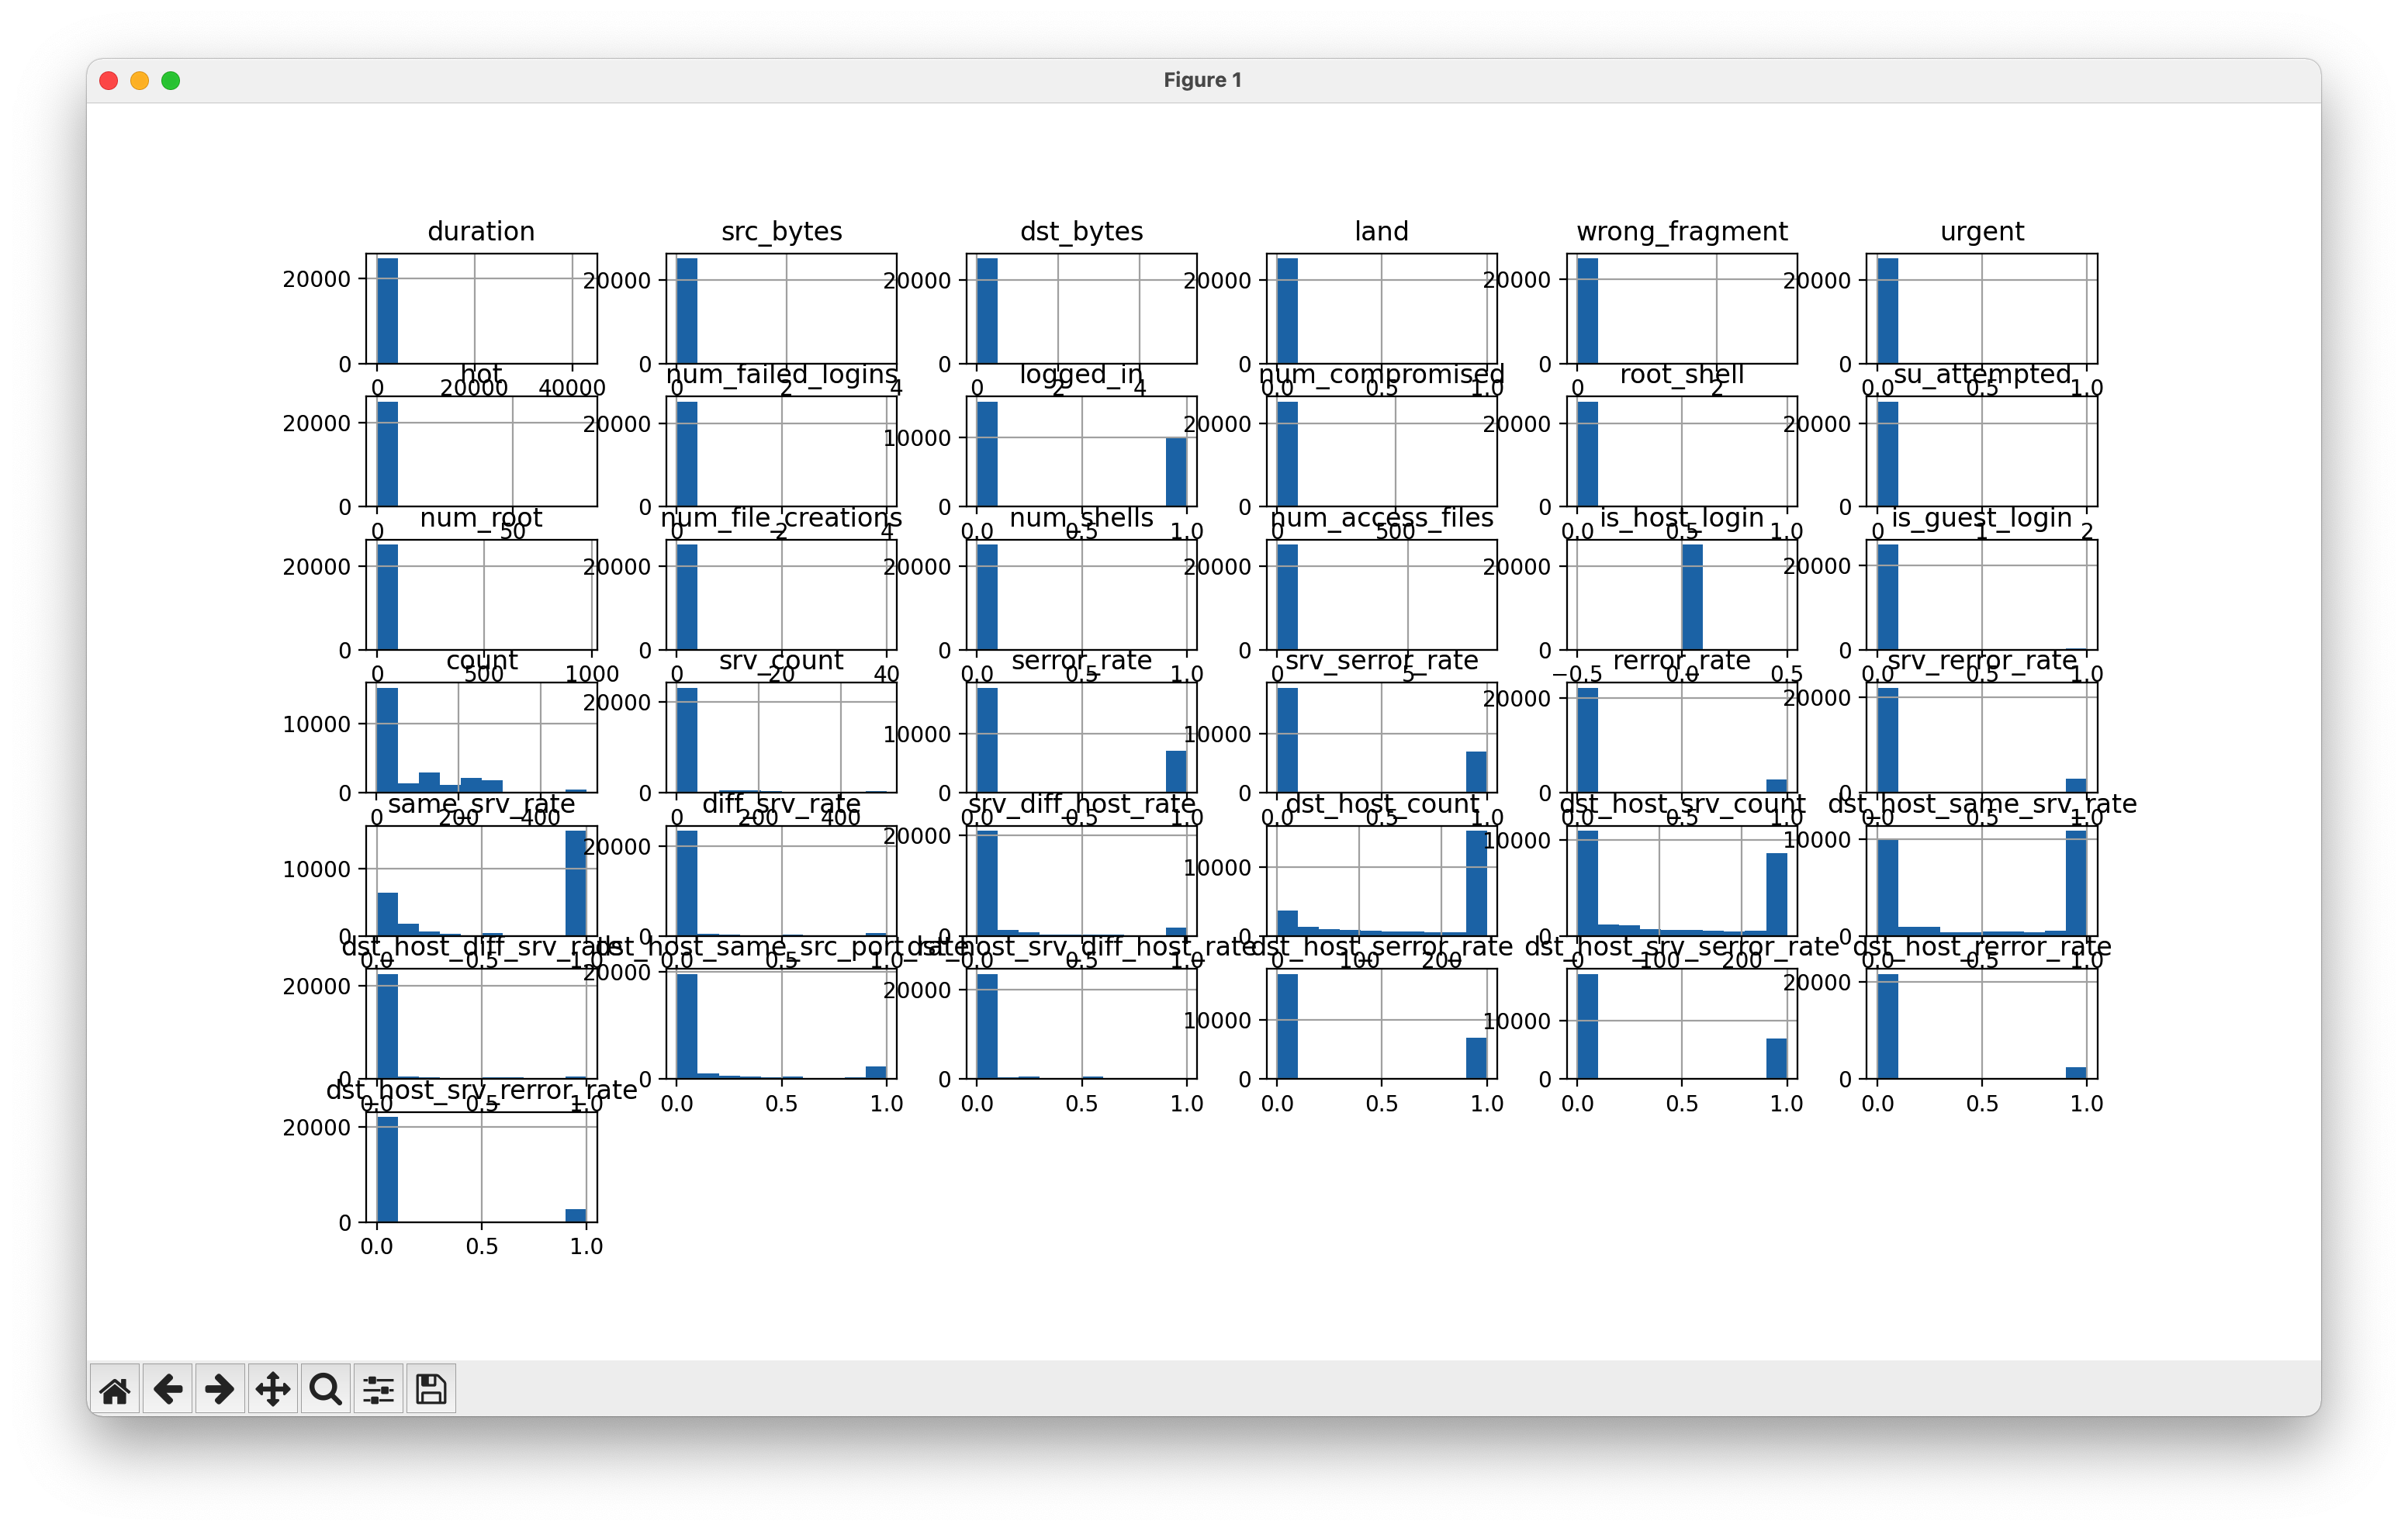 Figure 1
duration src_bytes dst_bytes land wrong_fragment urgent
20000 20000 20000 20000 20000 20000
0 0 0 0 0 0
0 20000 40000 0 2 4 0 2 4 0.0 0.5 1.0 0 2 0.0 0.5 1.0
hot num_failed_logins logged_in num_compromised root_shell su_attempted
20000 20000 10000 20000 20000 20000
0 0 0 0 0 0
0 50 0 2 4 0.0 0.5 1.0 0 500 0.0 0.5 1.0 0 1 2
num_root num_file_creations num_shells num_access_files is_host_login is_guest_login
20000 20000 20000 20000 20000 20000
0 0 0 0 0 0
0 500 1000 0 20 40 0.0 0.5 1.0 0 5 −0.5 0.0 0.5 0.0 0.5 1.0
count srv_count serror_rate srv_serror_rate rerror_rate srv_rerror_rate
10000 20000 10000 10000 20000 20000
0 0 0 0 0 0
0 200 400 0 200 400 0.0 0.5 1.0 0.0 0.5 1.0 0.0 0.5 1.0 0.0 0.5 1.0
same_srv_rate diff_srv_rate srv_diff_host_rate dst_host_count dst_host_srv_count dst_host_same_srv_rate
10000 20000 20000 10000 10000 10000
0 0 0 0 0 0
0.0 0.5 1.0 0.0 0.5 1.0 0.0 0.5 1.0 0 100 200 0 100 200 0.0 0.5 1.0
dst_host_diff_srv_rate dst_host_same_src_port_rate dst_host_srv_diff_host_rate dst_host_serror_rate dst_host_srv_serror_rate dst_host_rerror_rate
20000 20000 20000 10000 10000 20000
0 0 0 0 0 0
0.0 0.5 1.0 0.0 0.5 1.0 0.0 0.5 1.0 0.0 0.5 1.0 0.0 0.5 1.0 0.0 0.5 1.0
dst_host_srv_rerror_rate
20000
0
0.0 0.5 1.0